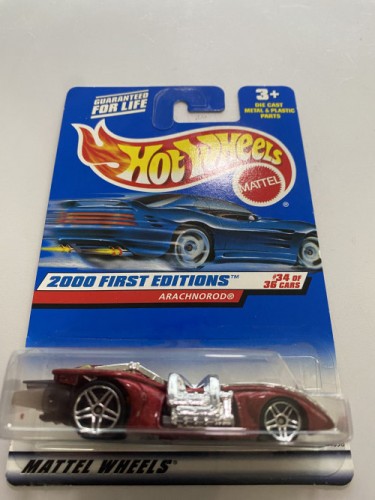 GUARANTEED
FOR LIFE
3+
DIE CAST
METAL & PLASTIC
PARTS
Hot Wheels
MATTEL
®
2000 FIRST EDITIONS™
#34 OF
36 CARS
ARACHNOROD®
MATTEL WHEELS®